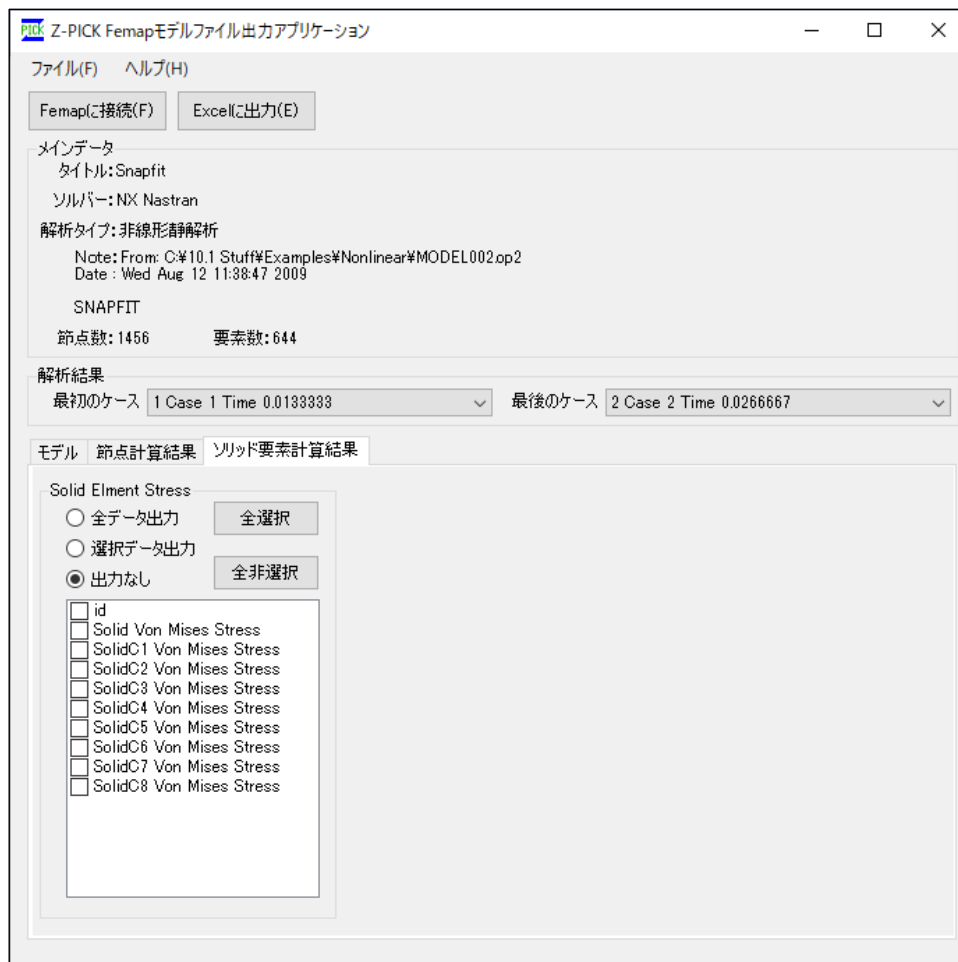 PICK Z-PICK Femapモデルファイル出力アプリケーション
ファイル(F) ヘルプ(H)
Femapに接続(F) Excelに出力(E)
メインデータ
タイトル:Snapfit
ソルバー:NX Nastran
解析タイプ:非線形静解析
Note:From: C:¥10.1 Stuff¥Examples¥Nonlinear¥MODEL002.op2
Date : Wed Aug 12 11:38:47 2009
SNAPFIT
節点数:1456 要素数:644
解析結果
最初のケース 1 Case 1 Time 0.0133333 最後のケース 2 Case 2 Time 0.0266667
モデル 節点計算結果 ソリッド要素計算結果
Solid Elment Stress
全データ出力 全選択
選択データ出力
出力なし 全非選択
id
Solid Von Mises Stress
SolidC1 Von Mises Stress
SolidC2 Von Mises Stress
SolidC3 Von Mises Stress
SolidC4 Von Mises Stress
SolidC5 Von Mises Stress
SolidC6 Von Mises Stress
SolidC7 Von Mises Stress
SolidC8 Von Mises Stress